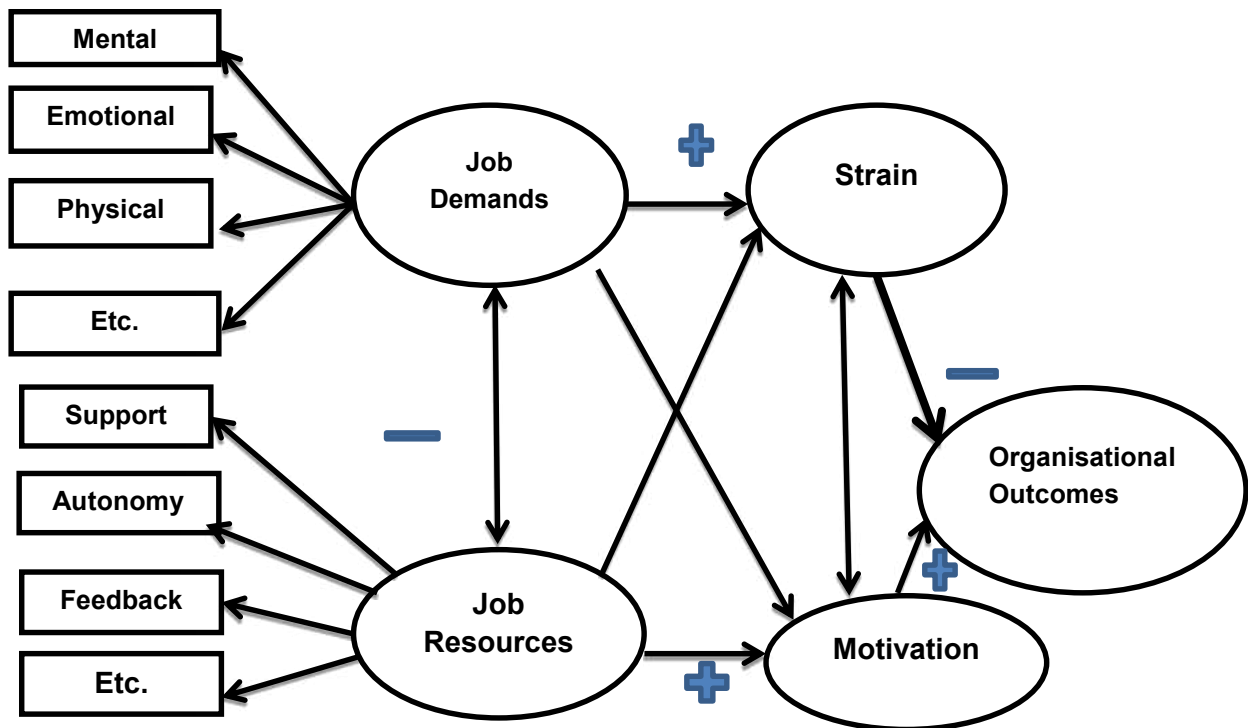 Mental
Emotional
Physical
Etc.
Support
Autonomy
Feedback
Etc.
Job
Demands
Job
Resources
Strain
Motivation
Organisational
Outcomes